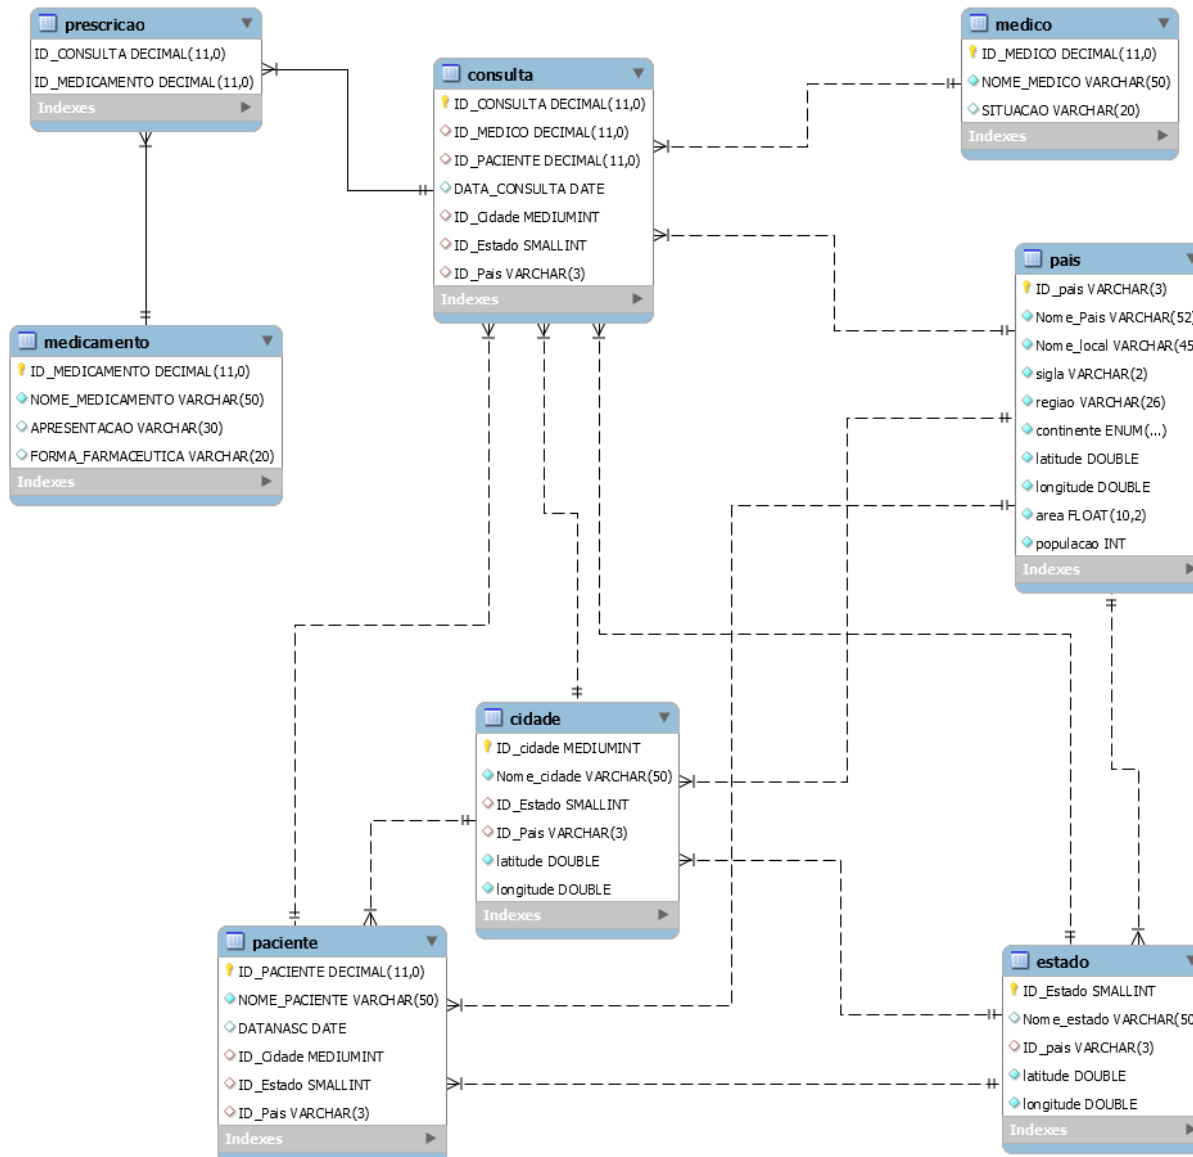 prescricao
ID_CONSULTA DECIMAL(11,0)
ID_MEDICAMENTO DECIMAL(11,0)
Indexes
consulta
ID_CONSULTA DECIMAL(11,0)
ID_MEDICO DECIMAL(11,0)
ID_PACIENTE DECIMAL(11,0)
DATA_CONSULTA DATE
ID_Cidade MEDIUMINT
ID_Estado SMALLINT
ID_Pais VARCHAR(3)
Indexes
medico
ID_MEDICO DECIMAL(11,0)
NOME_MEDICO VARCHAR(50)
SITUACAO VARCHAR(20)
Indexes
pais
ID_pais VARCHAR(3)
Nome_Pais VARCHAR(52)
Nome_local VARCHAR(45
sigla VARCHAR(2)
regiao VARCHAR(26)
continente ENUM(...)
latitude DOUBLE
longitude DOUBLE
area FLOAT(10,2)
populacao INT
Indexes
medicamento
ID_MEDICAMENTO DECIMAL(11,0)
NOME_MEDICAMENTO VARCHAR(50)
APRESENTACAO VARCHAR(30)
FORMA_FARMACEUTICA VARCHAR(20)
Indexes
cidade
ID_cidade MEDIUMINT
Nome_cidade VARCHAR(50)
ID_Estado SMALLINT
ID_Pais VARCHAR(3)
latitude DOUBLE
longitude DOUBLE
Indexes
paciente
ID_PACIENTE DECIMAL(11,0)
NOME_PACIENTE VARCHAR(50)
DATANASC DATE
ID_Cidade MEDIUMINT
ID_Estado SMALLINT
ID_Pais VARCHAR(3)
Indexes
estado
ID_Estado SMALLINT
Nome_estado VARCHAR(50
ID_pais VARCHAR(3)
latitude DOUBLE
longitude DOUBLE
Indexes